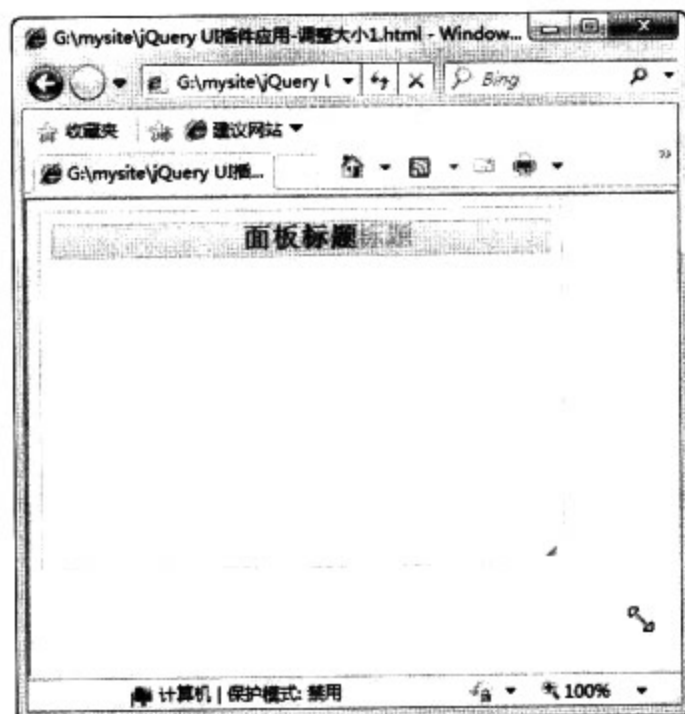 G:\mysite\jQuery UI插件应用-调整大小1.html - Window...
G:\mysite\jQuery U
Bing
收藏夹
建议网站
G:\mysite\jQuery UI插...
面板标题标题
计算机 | 保护模式: 禁用
100%